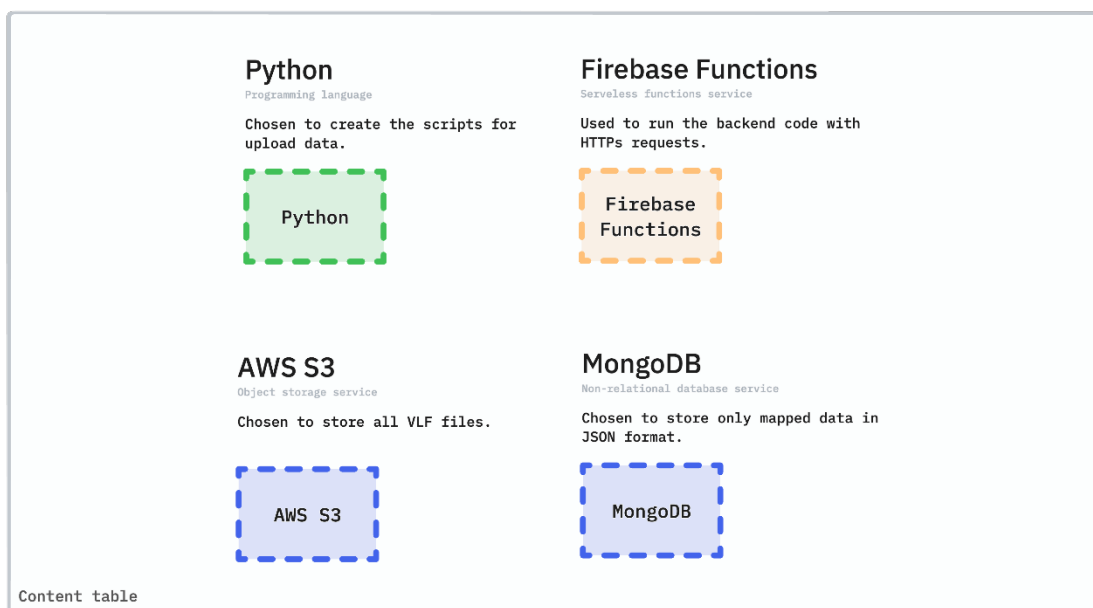 Python
Programming language
Chosen to create the scripts for
upload data.
Python
Firebase Functions
Serveless functions service
Used to run the backend code with
HTTPs requests.
Firebase
Functions
AWS S3
Object storage service
Chosen to store all VLF files.
AWS S3
MongoDB
Non-relational database service
Chosen to store only mapped data in
JSON format.
MongoDB
Content table